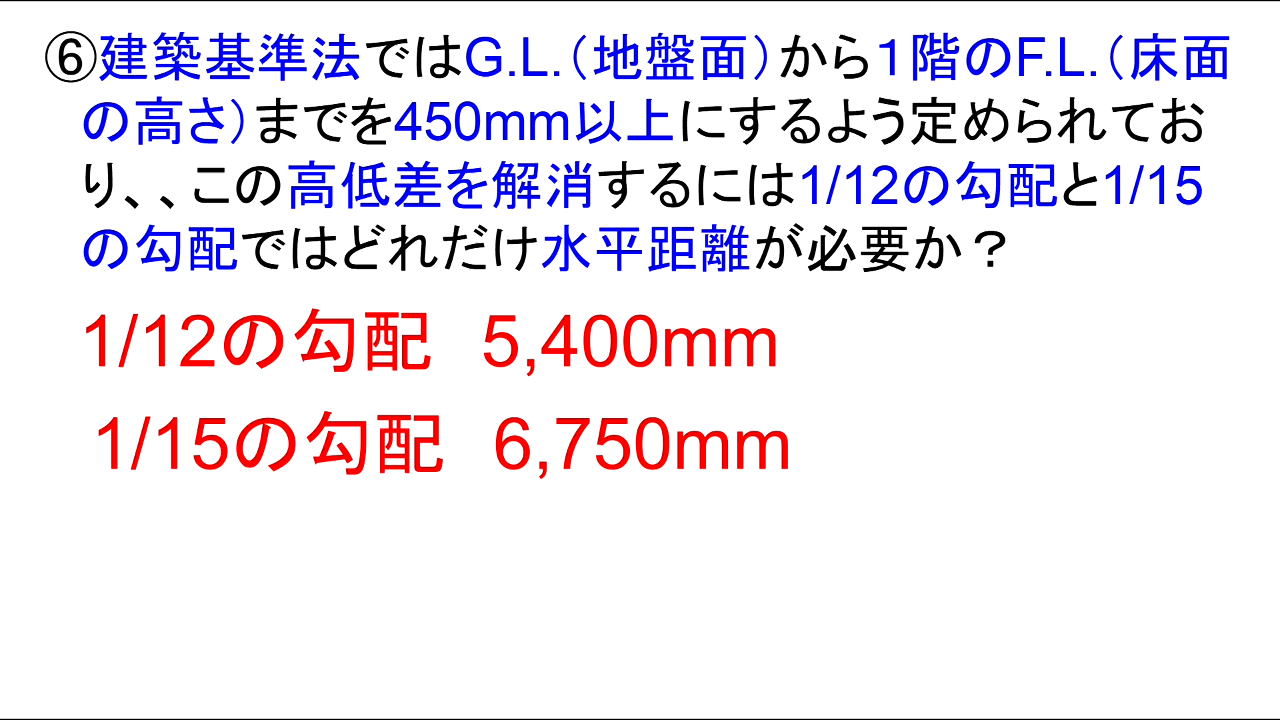 ⑥建築基準法ではG.L.（地盤面）から１階のF.L.（床面
の高さ）までを450mm以上にするよう定められてお
り、、この高低差を解消するには1/12の勾配と1/15
の勾配ではどれだけ水平距離が必要か？
1/12の勾配　5,400mm
1/15の勾配　6,750mm